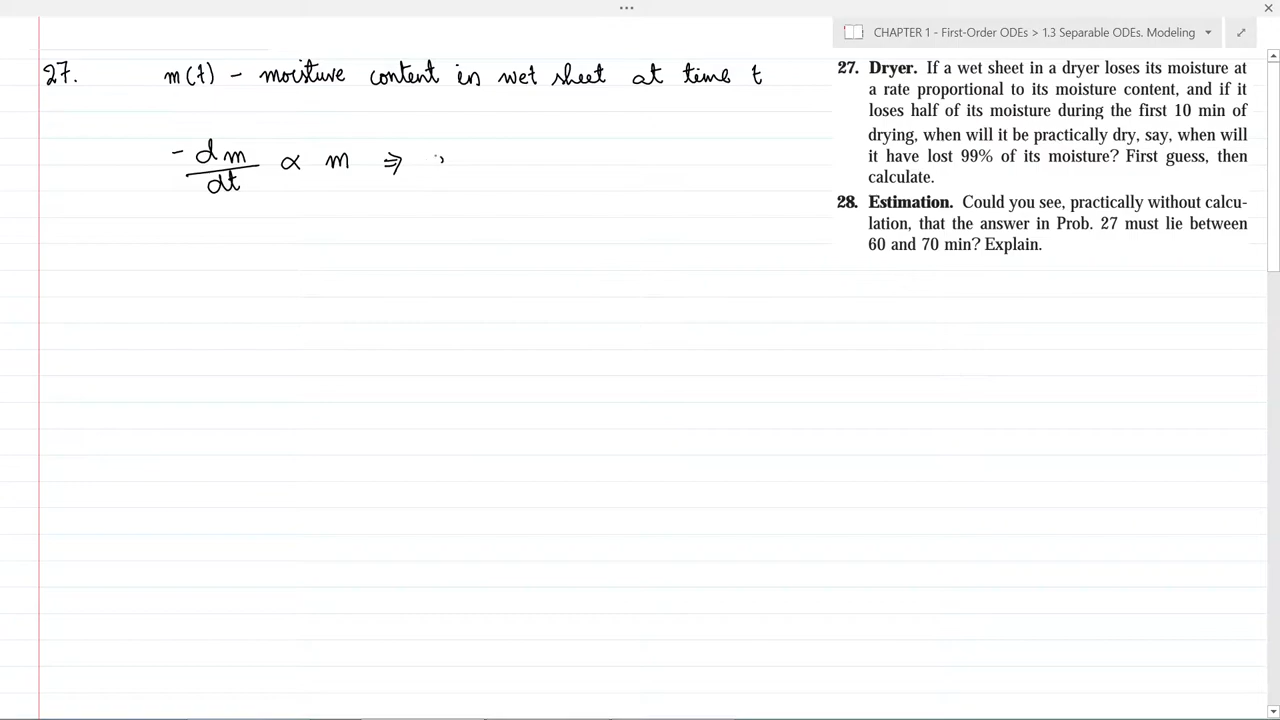 CHAPTER 1 - First-Order ODEs > 1.3 Separable ODEs. Modeling
27. m(t) - moisture content in wet sheet at time t
-dm/dt ∝ m ⇒
27. Dryer. If a wet sheet in a dryer loses its moisture at
a rate proportional to its moisture content, and if it
loses half of its moisture during the first 10 min of
drying, when will it be practically dry, say, when will
it have lost 99% of its moisture? First guess, then
calculate.
28. Estimation. Could you see, practically without calcu-
lation, that the answer in Prob. 27 must lie between
60 and 70 min? Explain.